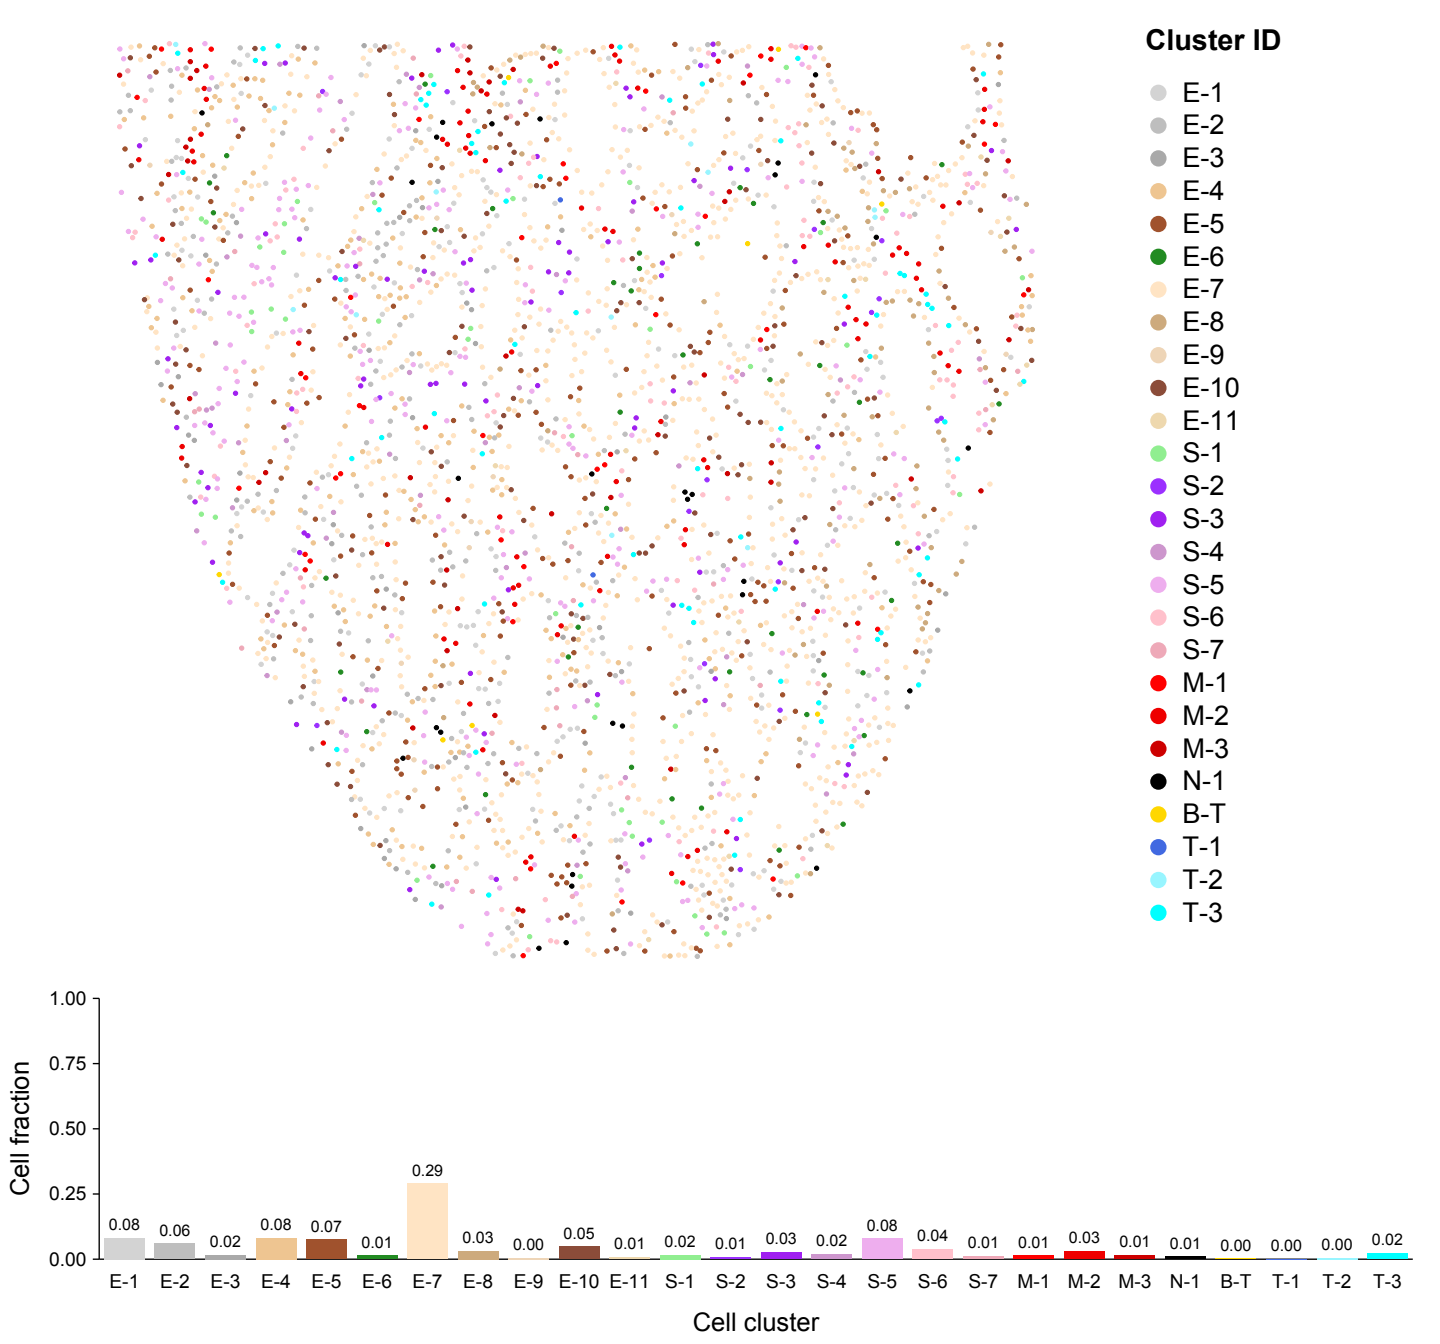 Cluster ID
E-1
E-2
E-3
E-4
E-5
E-6
E-7
E-8
E-9
E-10
E-11
S-1
S-2
S-3
S-4
S-5
S-6
S-7
M-1
M-2
M-3
N-1
B-T
T-1
T-2
T-3
Cell fraction
1.00
0.75
0.50
0.25
0.00
0.08 0.06 0.02 0.08 0.07 0.01 0.29 0.03 0.00 0.05 0.01 0.02 0.01 0.03 0.02 0.08 0.04 0.01 0.01 0.03 0.01 0.01 0.00 0.00 0.00 0.02
E-1 E-2 E-3 E-4 E-5 E-6 E-7 E-8 E-9 E-10 E-11 S-1 S-2 S-3 S-4 S-5 S-6 S-7 M-1 M-2 M-3 N-1 B-T T-1 T-2 T-3
Cell cluster